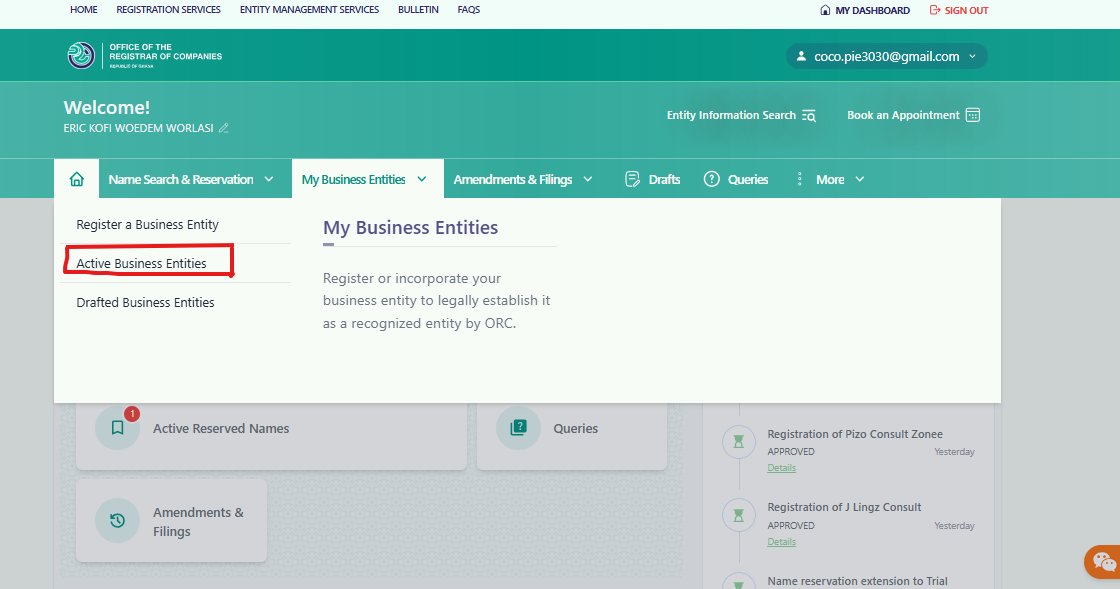 HOME REGISTRATION SERVICES ENTITY MANAGEMENT SERVICES BULLETIN FAQS MY DASHBOARD SIGN OUT
OFFICE OF THE
REGISTRAR OF COMPANIES
REPUBLIC OF GHANA
coco.pie3030@gmail.com
Welcome!
ERIC KOFI WOEDEM WORLASI
Entity Information Search Book an Appointment
Name Search & Reservation My Business Entities Amendments & Filings Drafts Queries More
Register a Business Entity
Active Business Entities
Drafted Business Entities
My Business Entities
Register or incorporate your
business entity to legally establish it
as a recognized entity by ORC.
1
Active Reserved Names
Queries
Amendments &
Filings
Registration of Pizo Consult Zonee
APPROVED Yesterday
Details
Registration of J Lingz Consult
APPROVED Yesterday
Details
Name reservation extension to Trial